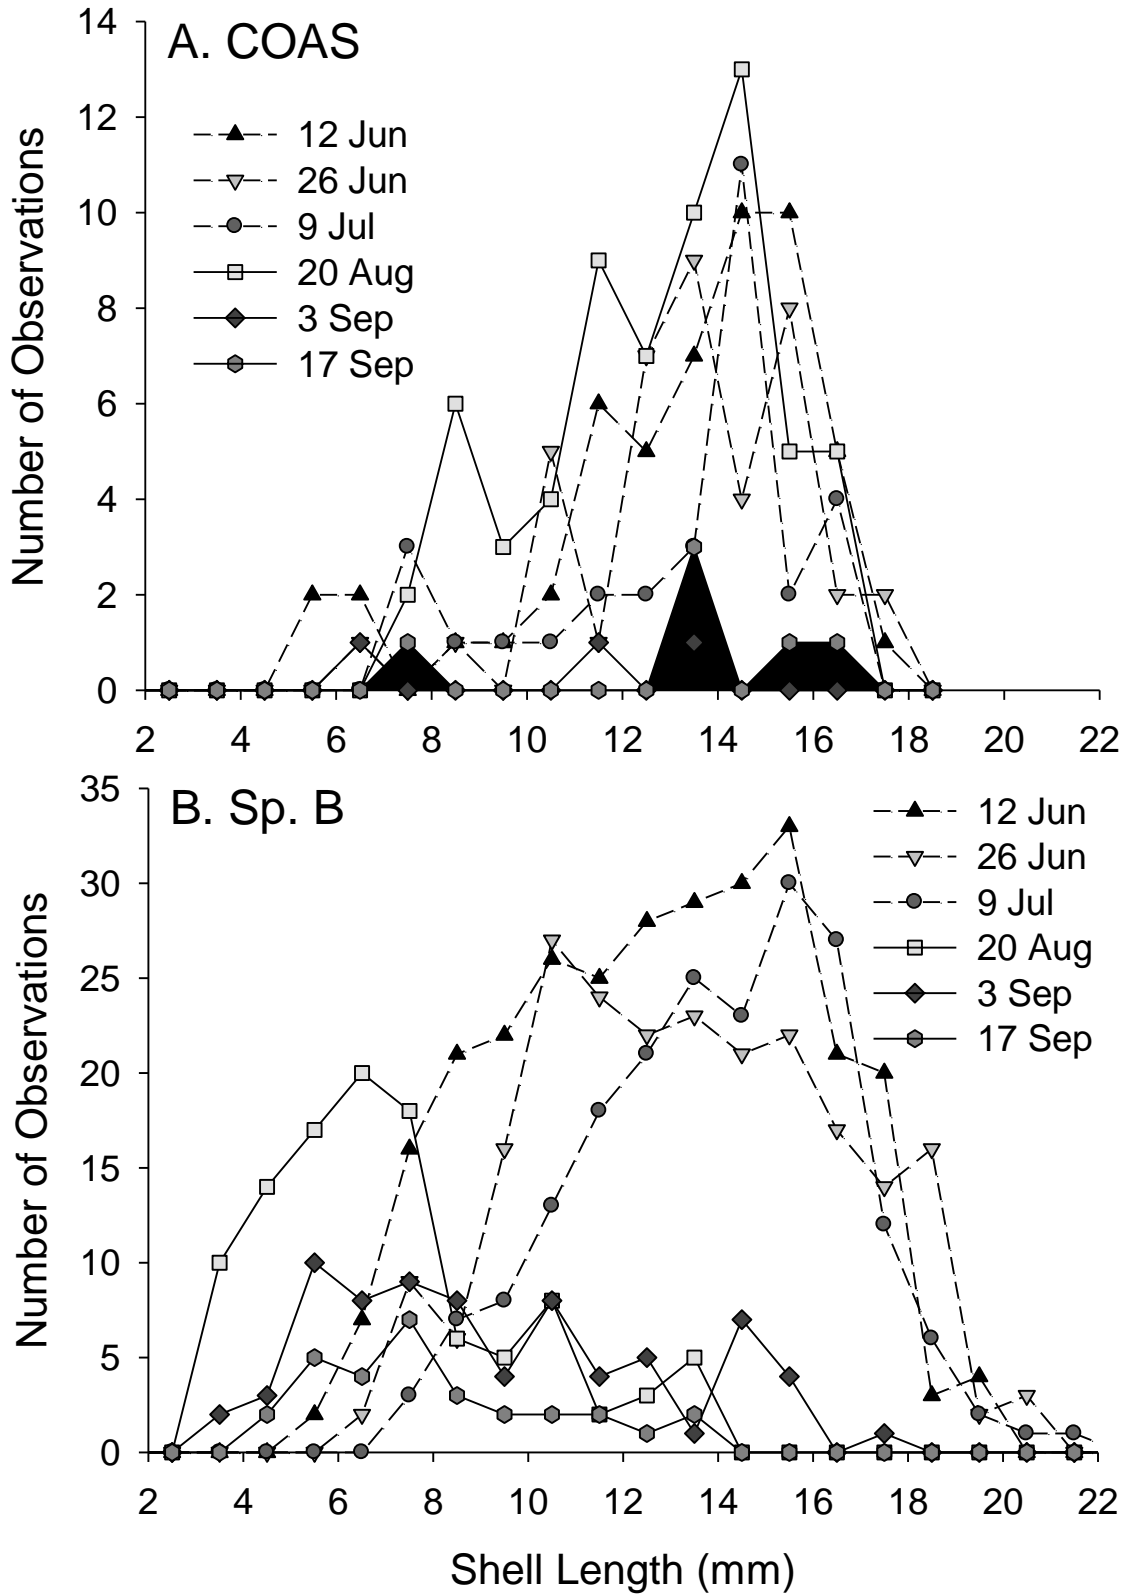 A. COAS
14
12
10
8
6
4
2
0
Number of Observations
12 Jun
26 Jun
9 Jul
20 Aug
3 Sep
17 Sep
2 4 6 8 10 12 14 16 18 20 22
B. Sp. B
35
30
25
20
15
10
5
0
Number of Observations
12 Jun
26 Jun
9 Jul
20 Aug
3 Sep
17 Sep
2 4 6 8 10 12 14 16 18 20 22
Shell Length (mm)